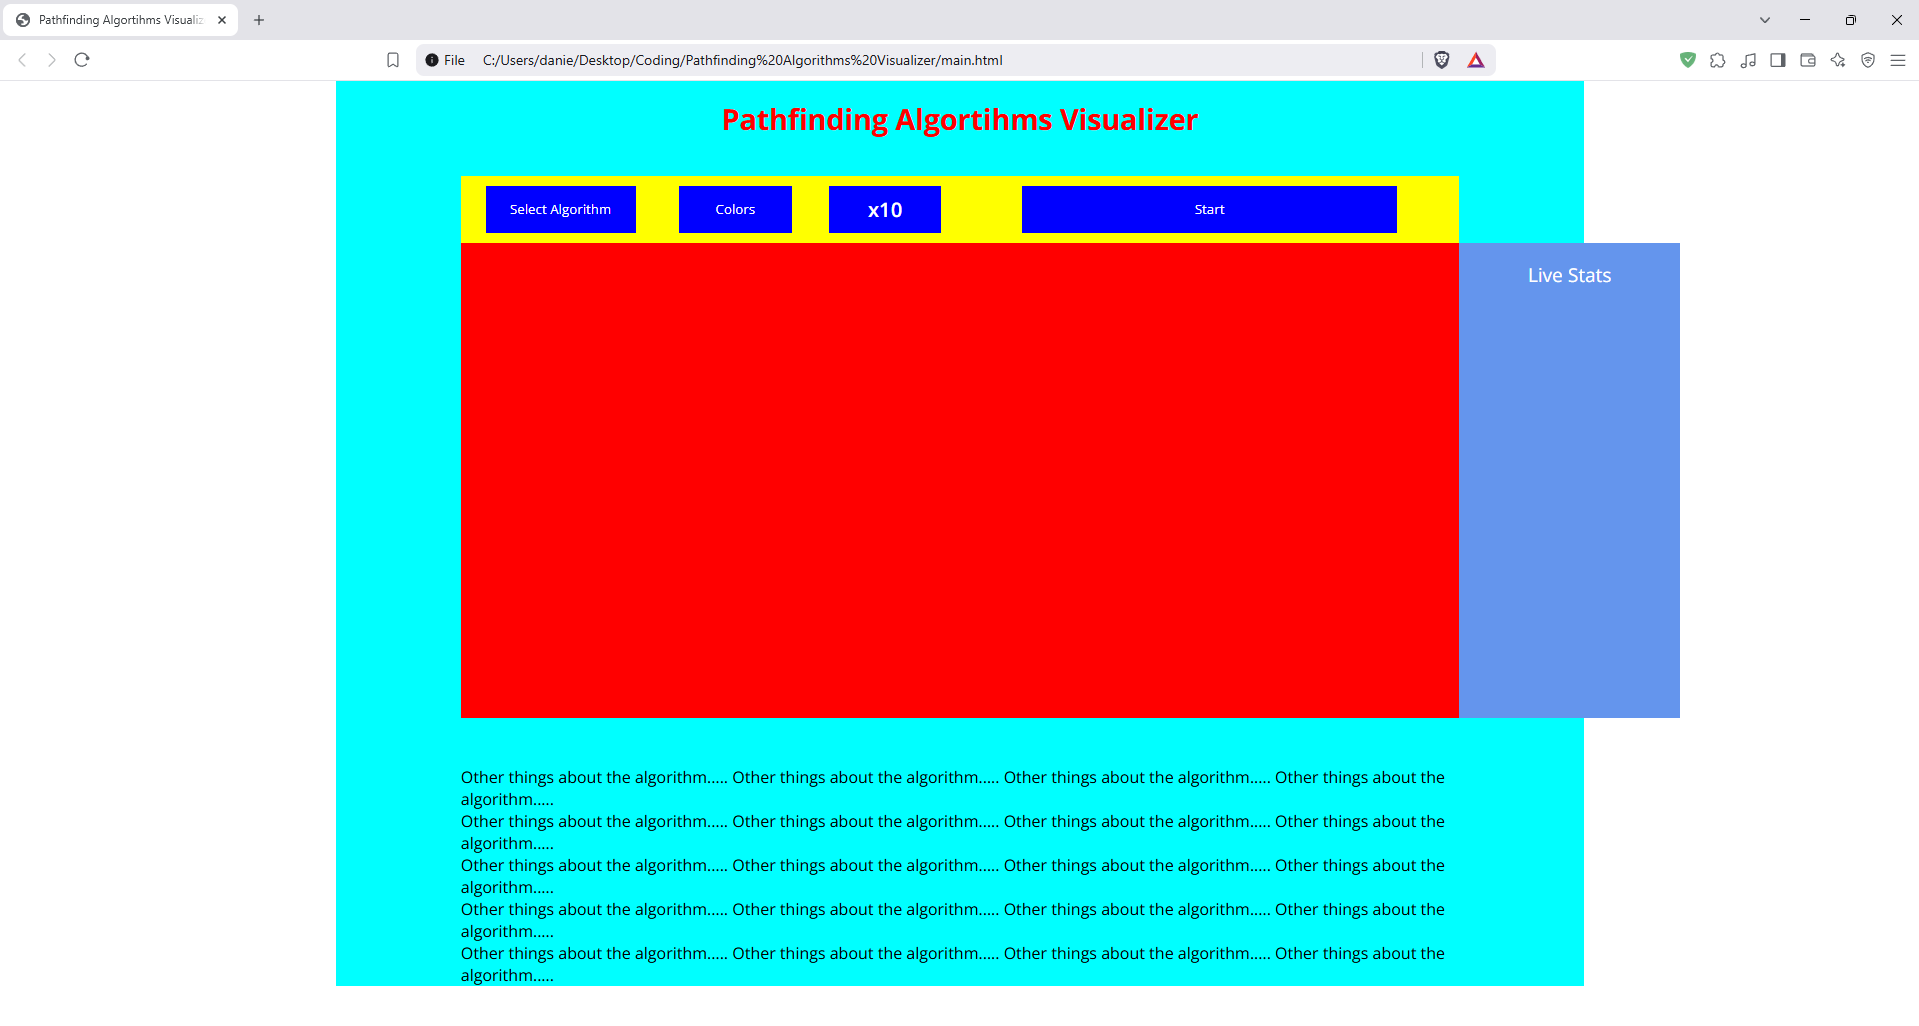 Pathfinding Algortihms Visualiz
File C:/Users/danie/Desktop/Coding/Pathfinding%20Algorithms%20Visualizer/main.html
Pathfinding Algortihms Visualizer
Select Algorithm Colors x10 Start
Live Stats
Other things about the algorithm..... Other things about the algorithm..... Other things about the algorithm..... Other things about the
algorithm.....
Other things about the algorithm..... Other things about the algorithm..... Other things about the algorithm..... Other things about the
algorithm.....
Other things about the algorithm..... Other things about the algorithm..... Other things about the algorithm..... Other things about the
algorithm.....
Other things about the algorithm..... Other things about the algorithm..... Other things about the algorithm..... Other things about the
algorithm.....
Other things about the algorithm..... Other things about the algorithm..... Other things about the algorithm..... Other things about the
algorithm.....